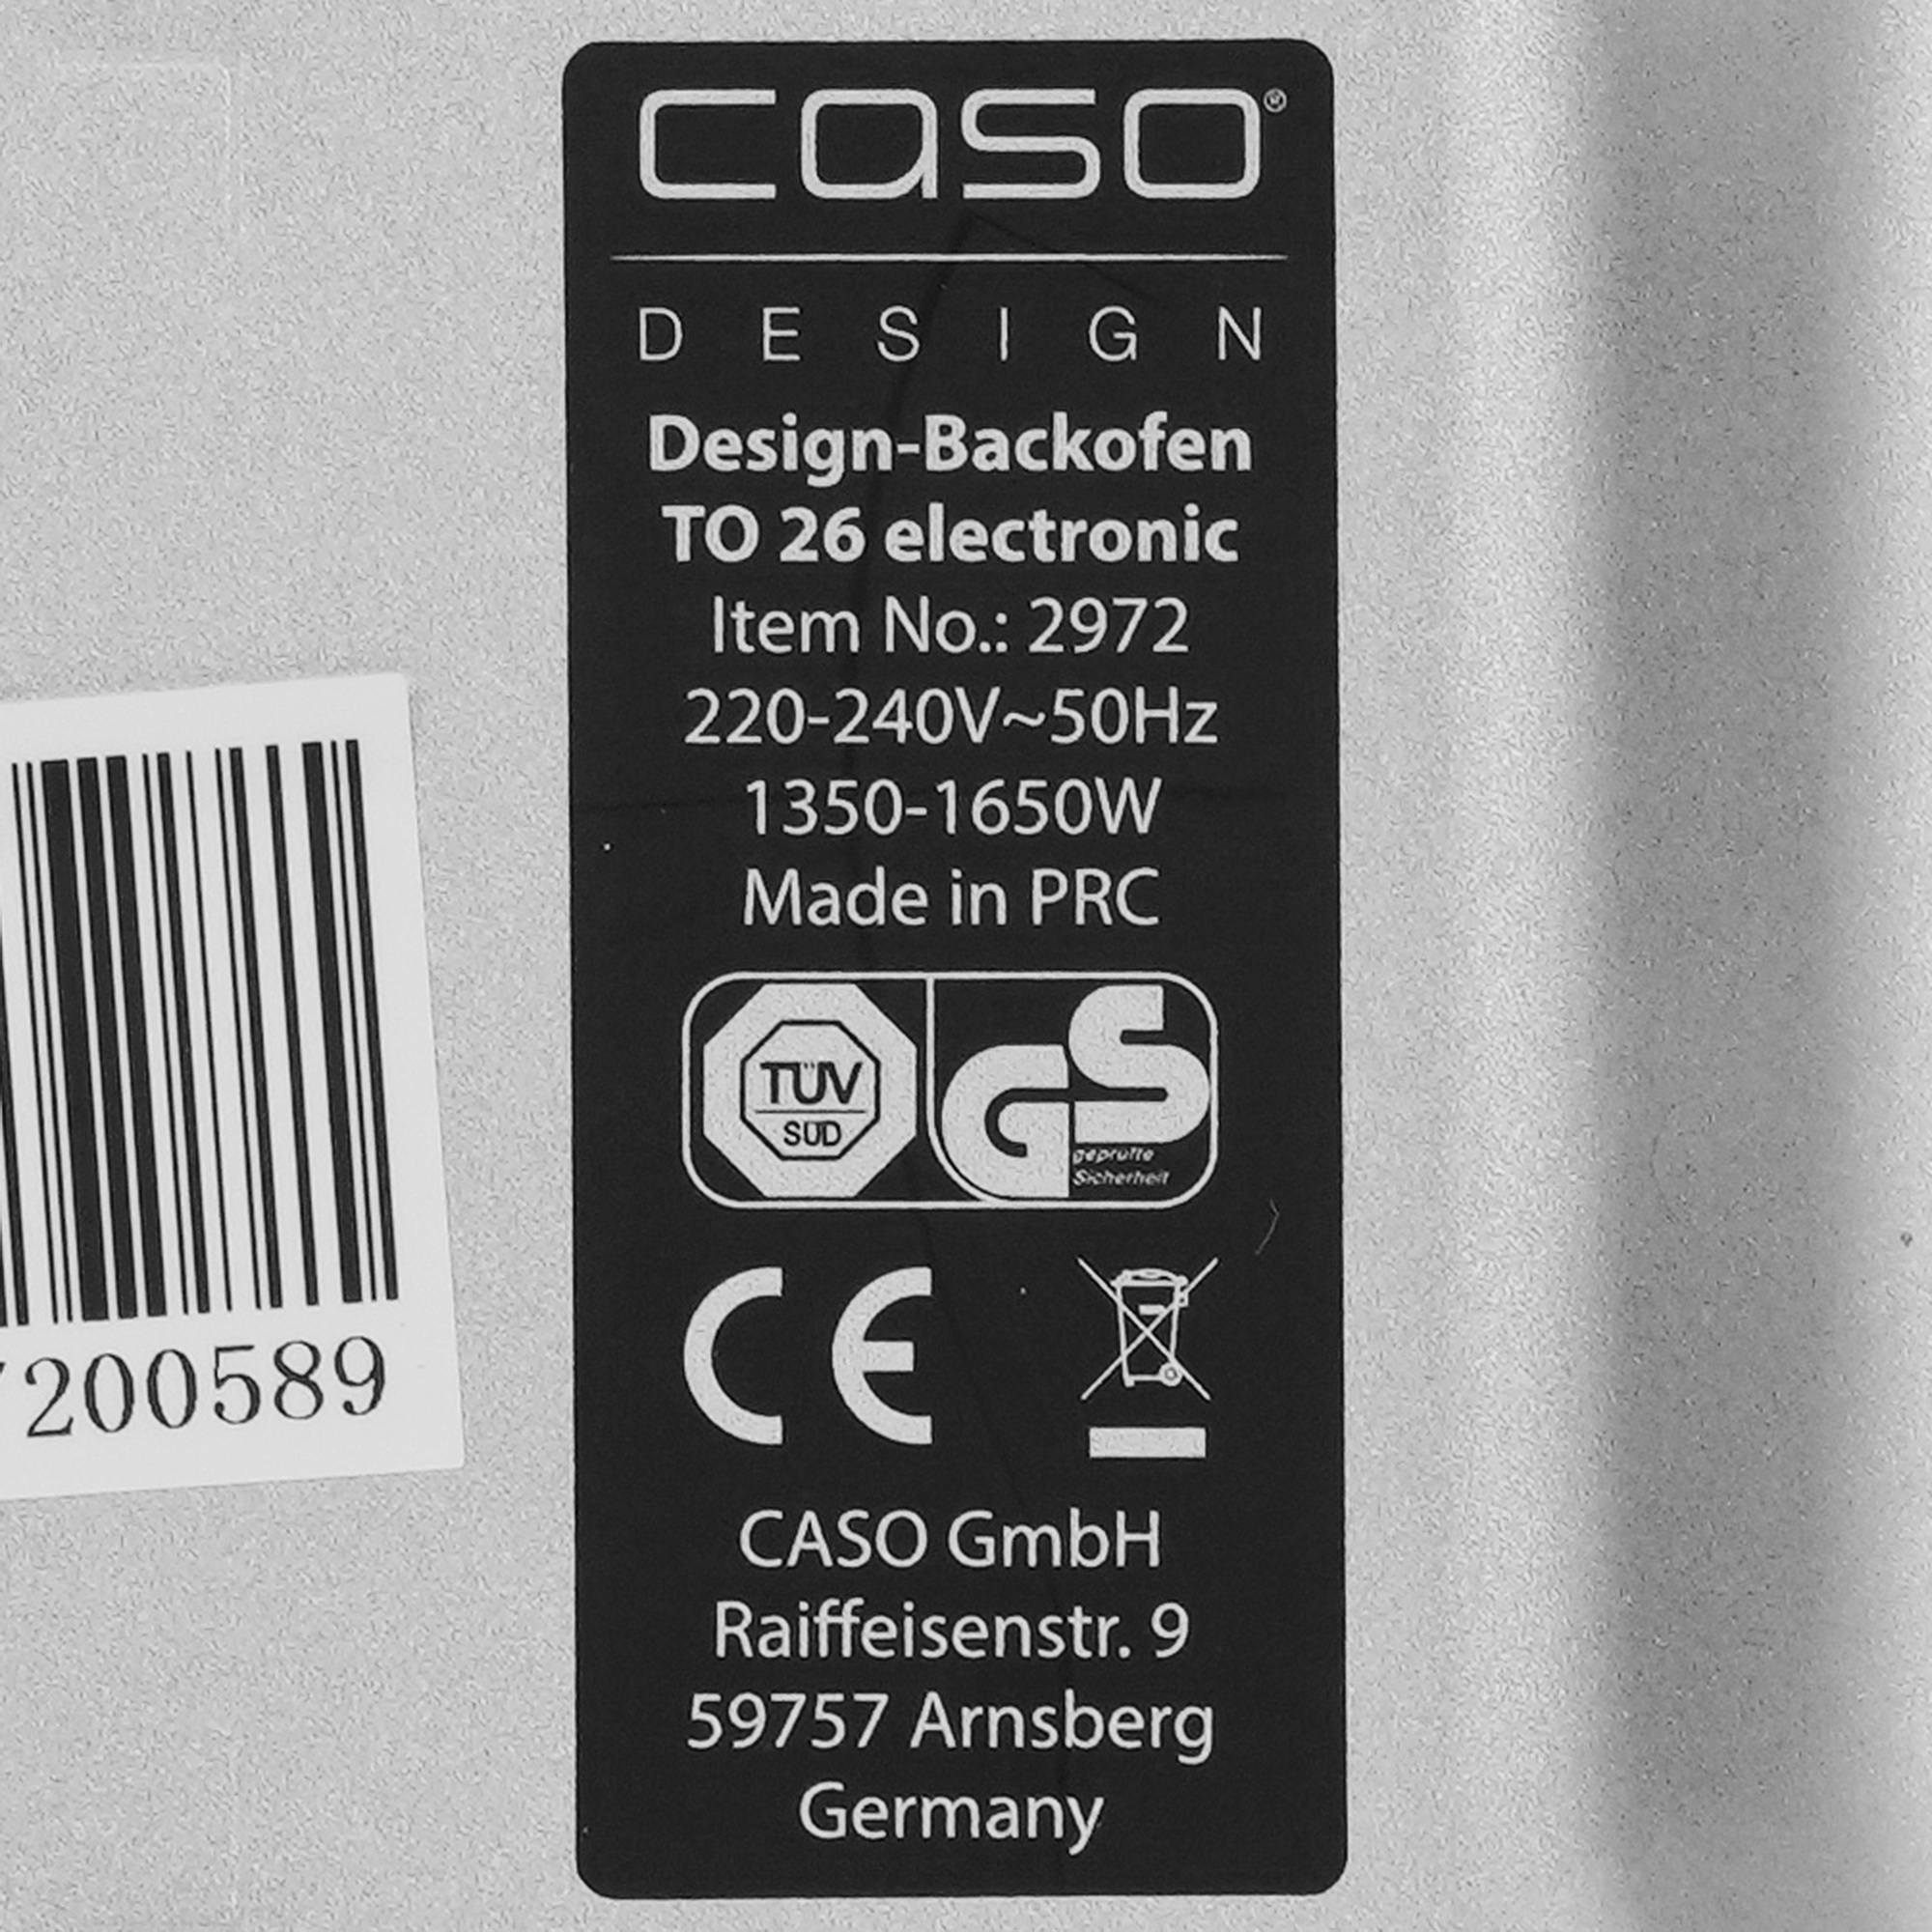 caso®
DESIGN
Design-Backofen
TO 26 electronic
Item No.: 2972
220-240V~50Hz
1350-1650W
Made in PRC
TÜV
SÜD
GS
geprüfte
Sicherheit
CE
CASO GmbH
Raiffeisenstr. 9
59757 Arnsberg
Germany
200589